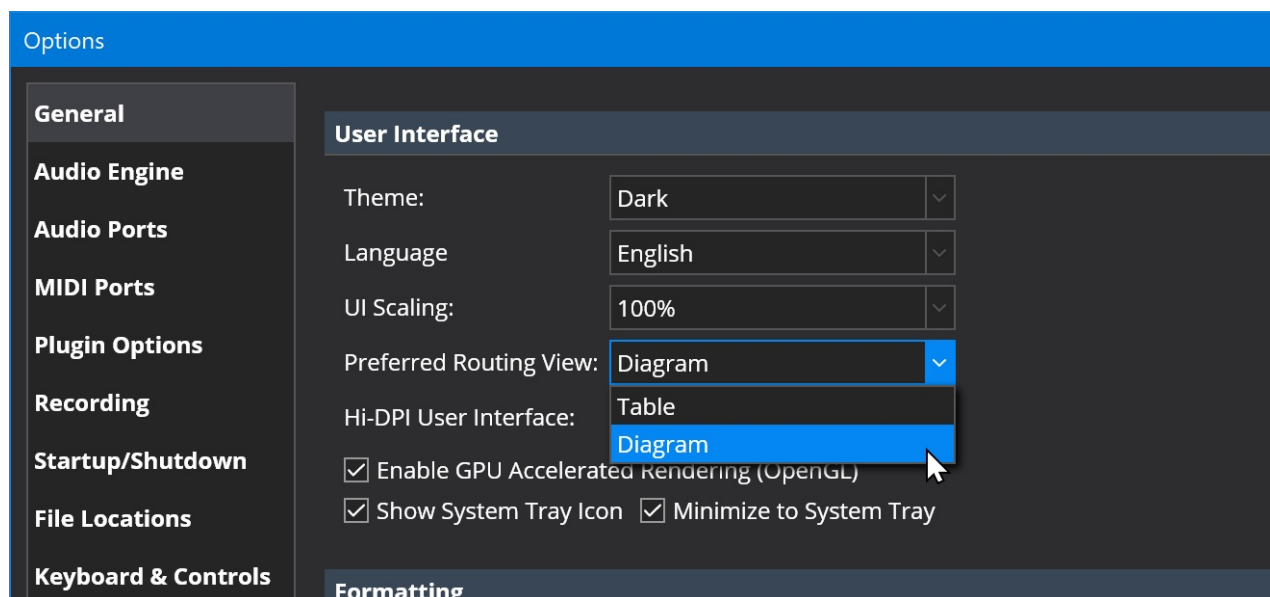 Options
General
Audio Engine
Audio Ports
MIDI Ports
Plugin Options
Recording
Startup/Shutdown
File Locations
Keyboard & Controls
User Interface
Theme: Dark
Language English
UI Scaling: 100%
Preferred Routing View: Diagram
Table
Hi-DPI User Interface:
Diagram
Enable GPU Accelerated Rendering (OpenGL)
Show System Tray Icon Minimize to System Tray
Formatting